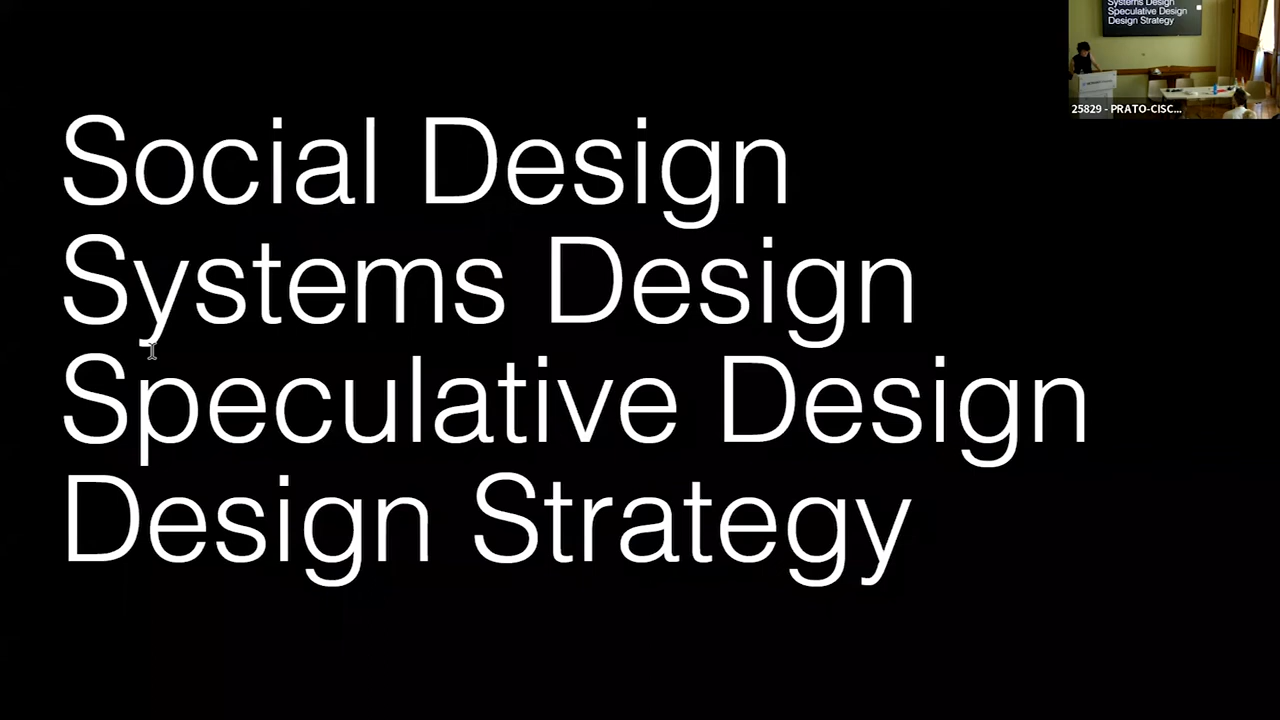 Social Design
Systems Design
Speculative Design
Design Strategy
Systems Design
Speculative Design
Design Strategy
25829 - PRATO-CISC...